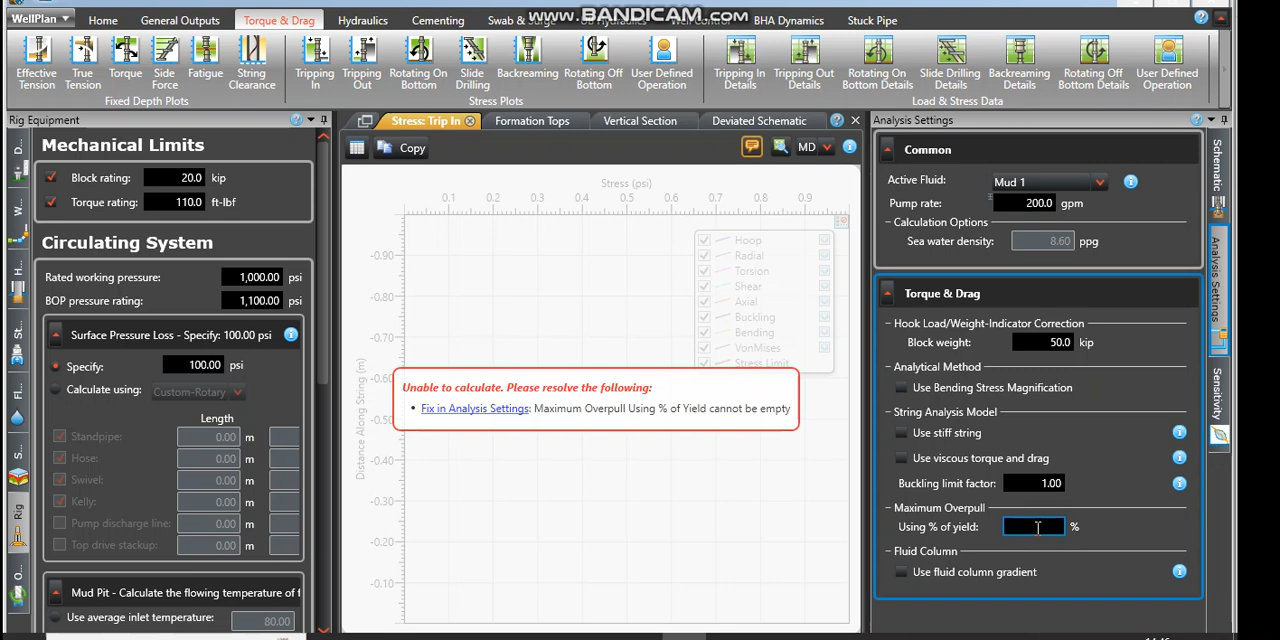 www.BANDICAM.com
WellPlan
Home
General Outputs
Torque & Drag
Hydraulics
Cementing
Swab & Surge
BHA Dynamics
Stuck Pipe
Effective Tension
True Tension
Torque
Side Force
Fatigue
String Clearance
Fixed Depth Plots
Tripping In
Tripping Out
Rotating On Bottom
Slide Drilling
Backreaming
Rotating Off Bottom
User Defined Operation
Stress Plots
Tripping In Details
Tripping Out Details
Rotating On Bottom Details
Slide Drilling Details
Backreaming Details
Rotating Off Bottom Details
User Defined Operation
Load & Stress Data
Rig Equipment
Mechanical Limits
Block rating: 20.0 kip
Torque rating: 110.0 ft-lbf
Circulating System
Rated working pressure: 1,000.00 psi
BOP pressure rating: 1,100.00 psi
Surface Pressure Loss - Specify: 100.00 psi
Specify: 100.00 psi
Calculate using: Custom-Rotary
Length
Standpipe: 0.00 m
Hose: 0.00 m
Swivel: 0.00 m
Kelly: 0.00 m
Pump discharge line: 0.00 m
Top drive stackup: 0.00 m
Mud Pit - Calculate the flowing temperature of f
Use average inlet temperature: 80.00
D...
W...
H...
St...
Fl...
S...
Rig
O...
Stress: Trip In
Formation Tops
Vertical Section
Deviated Schematic
Copy
MD
Stress (psi)
0.1 0.2 0.3 0.4 0.5 0.6 0.7 0.8 0.9
Distance Along String (m)
-0.90
-0.80
-0.70
-0.60
-0.50
-0.40
-0.30
-0.20
-0.10
Hoop
Radial
Torsion
Shear
Axial
Buckling
Bending
VonMises
Stress Limit
Unable to calculate. Please resolve the following:
• Fix in Analysis Settings: Maximum Overpull Using % of Yield cannot be empty
Analysis Settings
Common
Active Fluid: Mud 1
Pump rate: 200.0 gpm
Calculation Options
Sea water density: 8.60 ppg
Torque & Drag
Hook Load/Weight-Indicator Correction
Block weight: 50.0 kip
Analytical Method
Use Bending Stress Magnification
String Analysis Model
Use stiff string
Use viscous torque and drag
Buckling limit factor: 1.00
Maximum Overpull
Using % of yield: %
Fluid Column
Use fluid column gradient
Schematic
Analysis Settings
Sensitivity